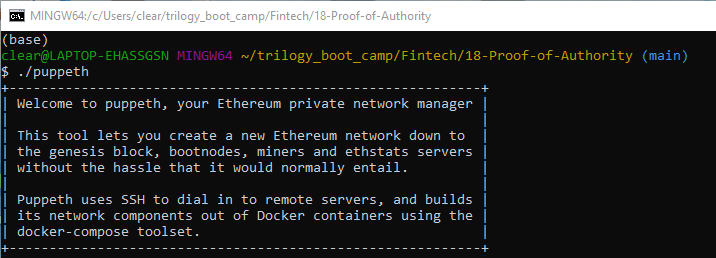 MINGW64:/c/Users/clear/trilogy_boot_camp/Fintech/18-Proof-of-Authority
(base)
clear@LAPTOP-EHASSGSN MINGW64 ~/trilogy_boot_camp/Fintech/18-Proof-of-Authority (main)
$ ./puppeth
+-----------------------------------------------------------+
| Welcome to puppeth, your Ethereum private network manager |
|                                                           |
| This tool lets you create a new Ethereum network down to  |
| the genesis block, bootnodes, miners and ethstats servers |
| without the hassle that it would normally entail.         |
|                                                           |
| Puppeth uses SSH to dial in to remote servers, and builds |
| its network components out of Docker containers using the |
| docker-compose toolset.                                   |
+-----------------------------------------------------------+